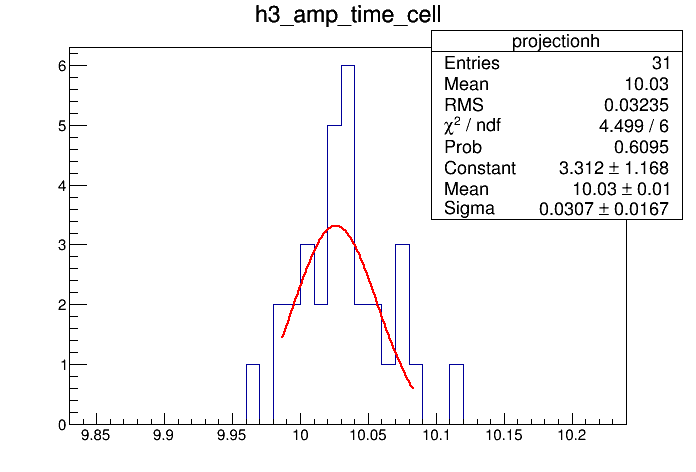 h3_amp_time_cell
projectionh
Entries 31
Mean 10.03
RMS 0.03235
χ² / ndf 4.499 / 6
Prob 0.6095
Constant 3.312 ± 1.168
Mean 10.03 ± 0.01
Sigma 0.0307 ± 0.0167
6
5
4
3
2
1
0
9.85 9.9 9.95 10 10.05 10.1 10.15 10.2